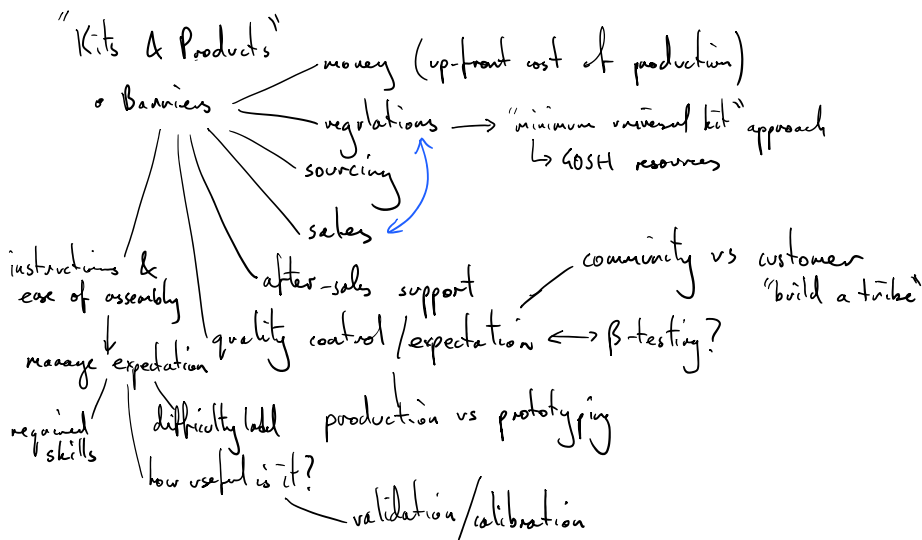 "Kits & Products"
• Barriers
money (up-front cost of production)
regulations → "minimum universal kit" approach
↳ GOSH resources
sourcing
sales
after-sales support
community vs customer
"build a tribe"
quality control / expectation ↔ β-testing?
production vs prototyping
instructions &
ease of assembly
manage expectation
required
skills
difficulty label
how useful is it?
validation/calibration